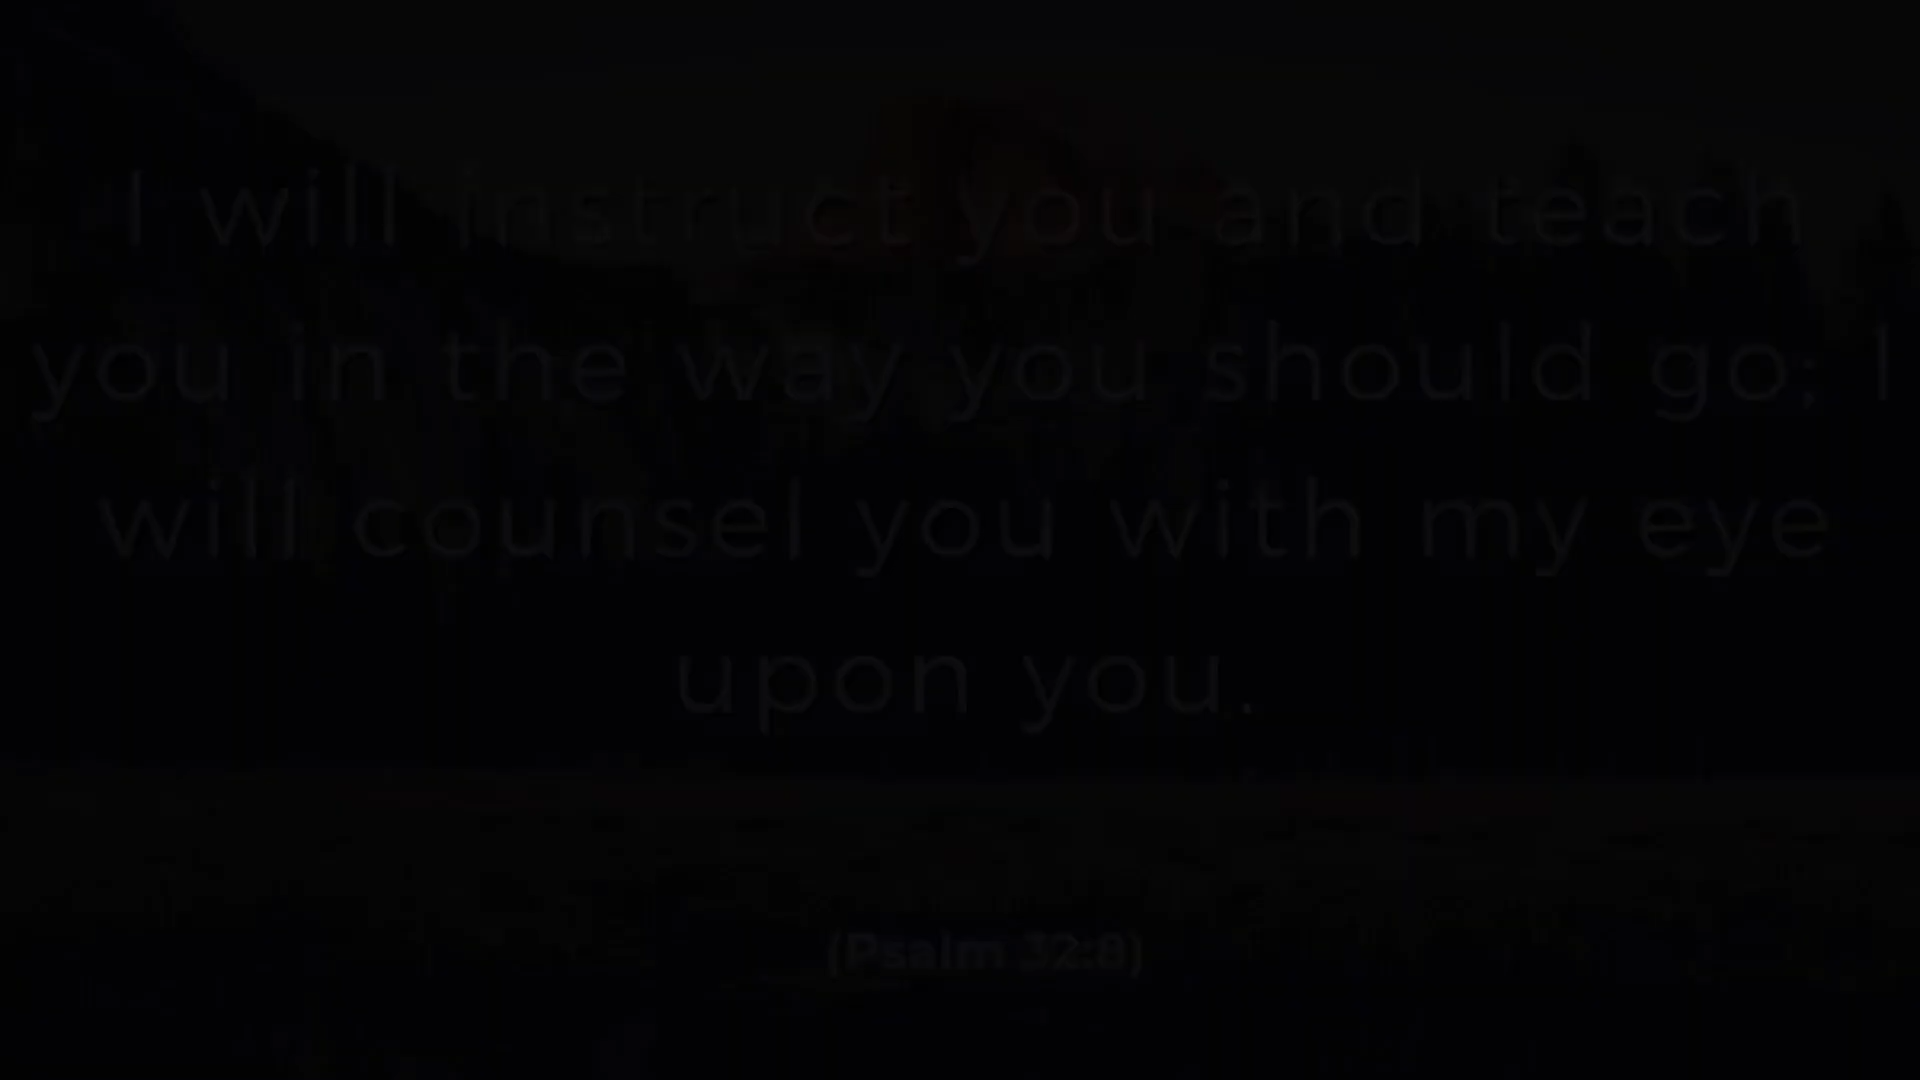 I will instruct you and teach
you in the way you should go; I
will counsel you with my eye
upon you.
(Psalm 32:8)